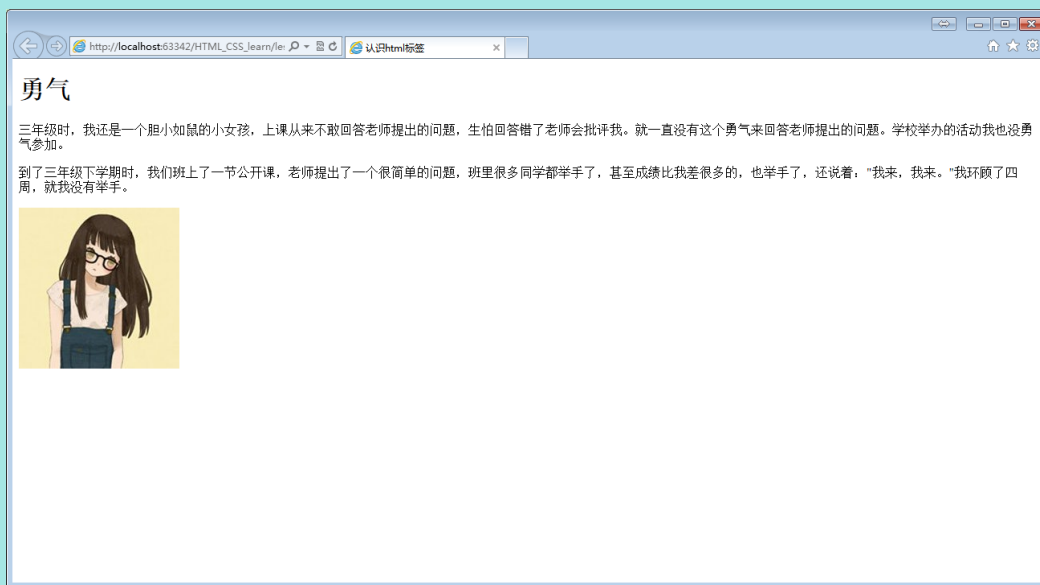 http://localhost:63342/HTML_CSS_learn/le
认识html标签
勇气
三年级时，我还是一个胆小如鼠的小女孩，上课从来不敢回答老师提出的问题，生怕回答错了老师会批评我。就一直没有这个勇气来回答老师提出的问题。学校举办的活动我也没勇
气参加。
到了三年级下学期时，我们班上了一节公开课，老师提出了一个很简单的问题，班里很多同学都举手了，甚至成绩比我差很多的，也举手了，还说着："我来，我来。"我环顾了四
周，就我没有举手。